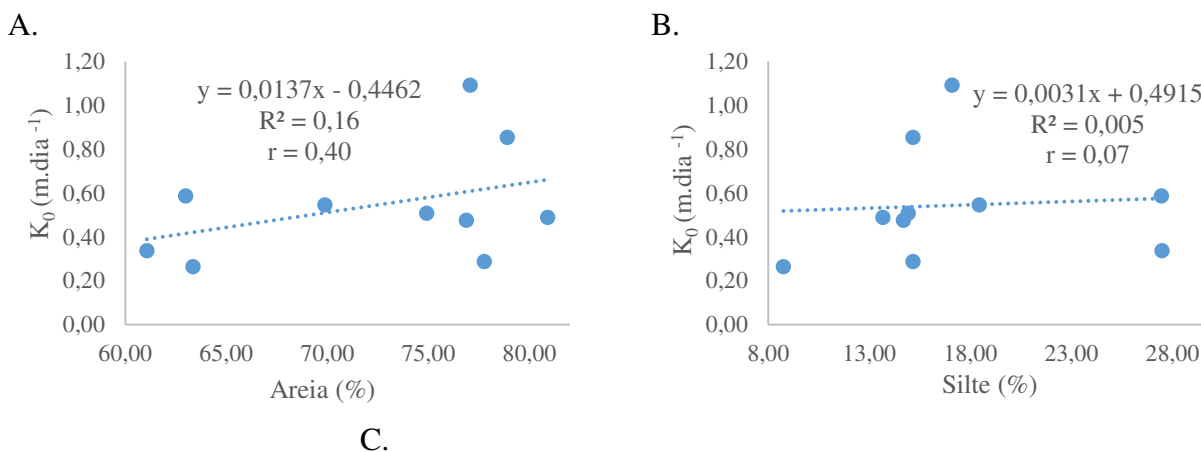 A.
1,20
1,00
0,80
0,60
0,40
0,20
0,00
K₀ (m.dia ⁻¹)
y = 0,0137x - 0,4462
R² = 0,16
r = 0,40
60,00 65,00 70,00 75,00 80,00
Areia (%)
B.
1,20
1,00
0,80
0,60
0,40
0,20
0,00
K₀ (m.dia ⁻¹)
y = 0,0031x + 0,4915
R² = 0,005
r = 0,07
8,00 13,00 18,00 23,00 28,00
Silte (%)
C.